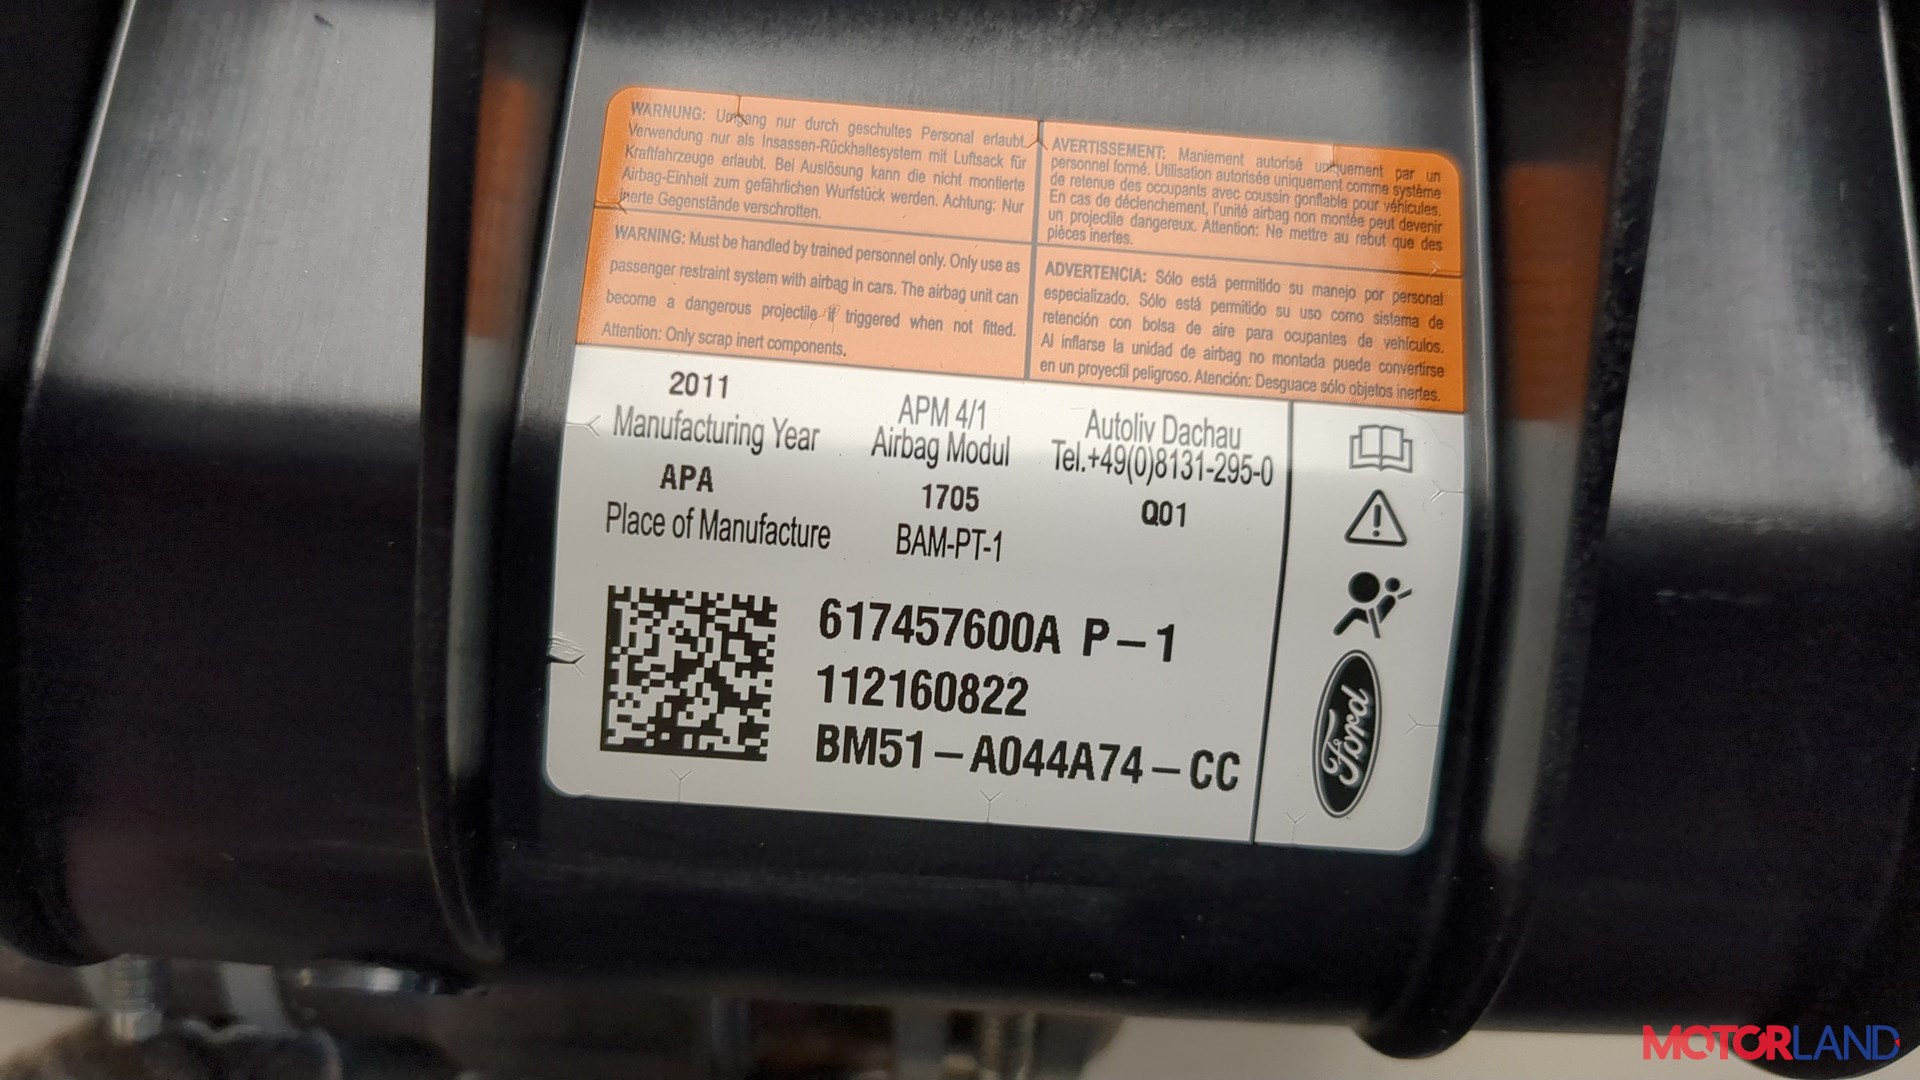 WARNUNG: Umgang nur durch geschultes Personal erlaubt.
Verwendung nur als Insassen-Rückhaltesystem mit Luftsack für
Kraftfahrzeuge erlaubt. Bei Auslösung kann die nicht montierte
Airbag-Einheit zum gefährlichen Wurfstück werden. Achtung: Nur
inerte Gegenstände verschrotten.
AVERTISSEMENT: Maniement autorisé uniquement par un
personnel formé. Utilisation autorisée uniquement comme système
de retenue des occupants avec coussin gonflable pour véhicules.
En cas de déclenchement, l'unité airbag non montée peut devenir
un projectile dangereux. Attention: Ne mettre au rebut que des
pièces inertes.
WARNING: Must be handled by trained personnel only. Only use as
passenger restraint system with airbag in cars. The airbag unit can
become a dangerous projectile if triggered when not fitted.
Attention: Only scrap inert components.
ADVERTENCIA: Sólo está permitido su manejo por personal
especializado. Sólo está permitido su uso como sistema de
retención con bolsa de aire para ocupantes de vehículos.
Al inflarse la unidad de airbag no montada puede convertirse
en un proyectil peligroso. Atención: Desguace sólo objetos inertes.
2011
Manufacturing Year
APA
Place of Manufacture
APM 4/1
Airbag Modul
1705
BAM-PT-1
Autoliv Dachau
Tel.+49(0)8131-295-0
Q01
617457600A P-1
112160822
BM51-A044A74-CC
Ford
MOTORLAND